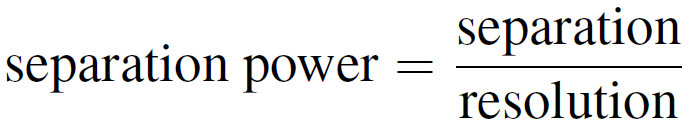 separation power = separation
resolution